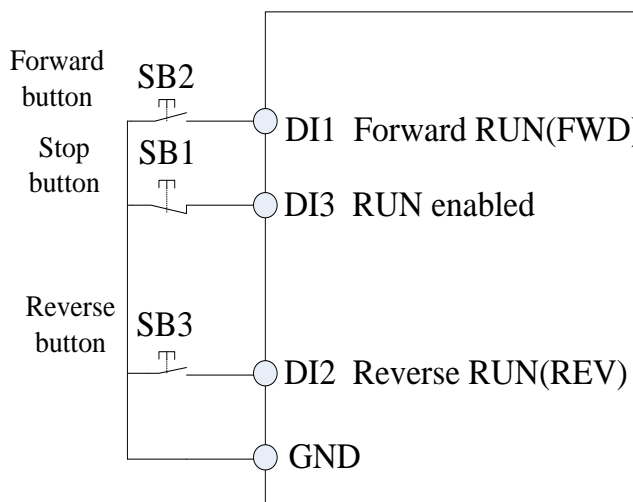 Forward
button
SB2
DI1 Forward RUN(FWD)
Stop
button
SB1
DI3 RUN enabled
Reverse
button
SB3
DI2 Reverse RUN(REV)
GND